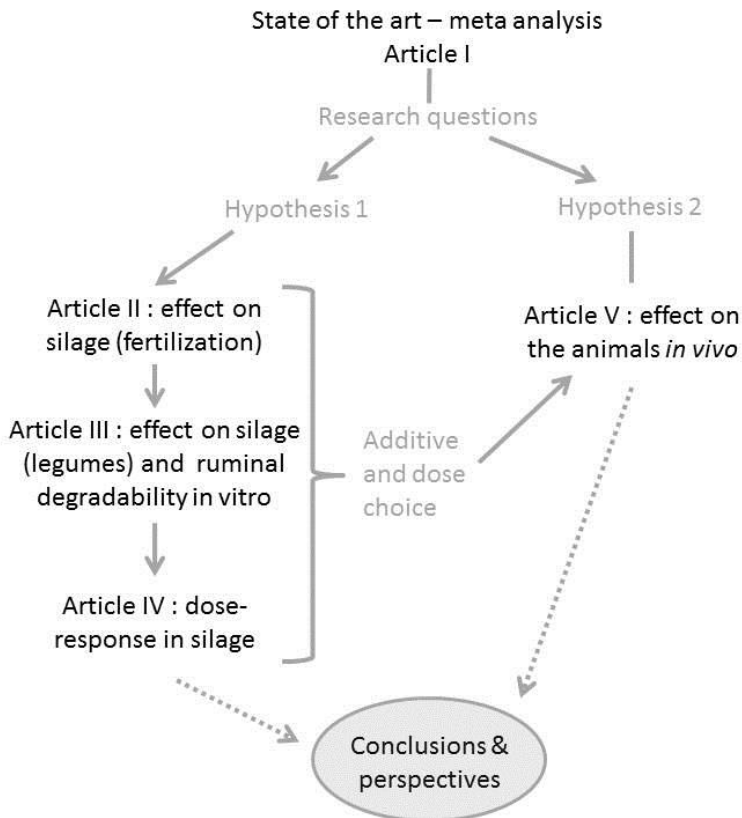 State of the art – meta analysis
Article I
Research questions
Hypothesis 1
Hypothesis 2
Article II : effect on
silage (fertilization)
Article III : effect on silage
(legumes) and ruminal
degradability in vitro
Article IV : dose-
response in silage
Additive
and dose
choice
Article V : effect on
the animals in vivo
Conclusions &
perspectives